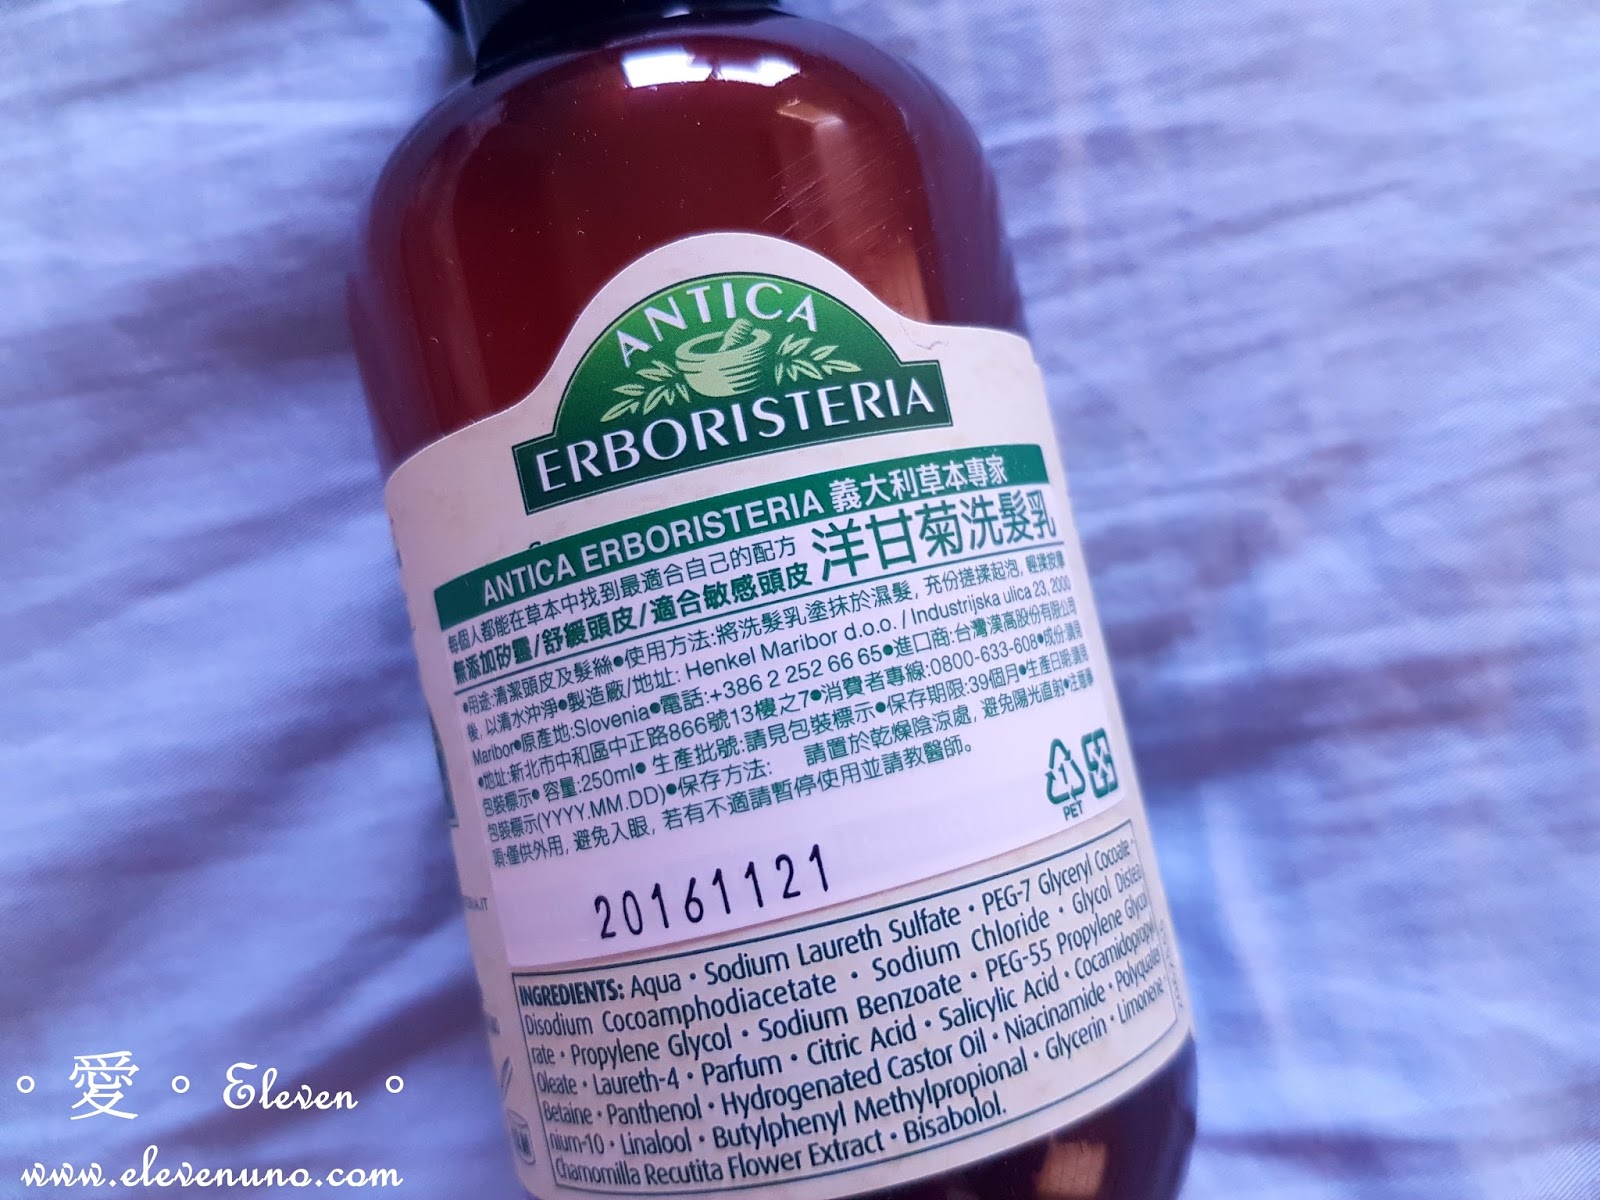 ANTICA
ERBORISTERIA
ANTICA ERBORISTERIA 義大利草本專家
每個人都能在草本中找到最適合自己的配方
無添加矽靈/舒緩頭皮/適合敏感頭皮
洋甘菊洗髮乳
•用途:清潔頭皮及髮絲•使用方法:將洗髮乳塗抹於濕髮, 充份搓揉起泡, 輕揉按摩
後, 以清水沖淨•製造廠/地址: Henkel Maribor d.o.o. / Industrijska ulica 23, 2000
Maribor•原產地:Slovenia•電話:+386 2 252 66 65•進口商:台灣漢高股份有限公司
•地址:新北市中和區中正路866號13樓之7•消費者專線:0800-633-608•成份:請見
包裝標示• 容量:250ml• 生產批號:請見包裝標示•保存期限:39個月•生產日期:請見
包裝標示(YYYY.MM.DD)•保存方法: 請置於乾燥陰涼處, 避免陽光直射•注意事
項:僅供外用, 避免入眼, 若有不適請暫停使用並請教醫師。
1
PET
20161121
INGREDIENTS: Aqua • Sodium Laureth Sulfate • PEG-7 Glyceryl Cocoate •
Disodium Cocoamphodiacetate • Sodium Chloride • Glycol Distea
rate • Propylene Glycol • Sodium Benzoate • PEG-55 Propylene Glycol
Oleate • Laureth-4 • Parfum • Citric Acid • Salicylic Acid • Cocamidopropyl
Betaine • Panthenol • Hydrogenated Castor Oil • Niacinamide • Polyquater
nium-10 • Linalool • Butylphenyl Methylpropional • Glycerin • Limonene •
Chamomilla Recutita Flower Extract • Bisabolol.
。愛。Eleven 。
www.elevenuno.com